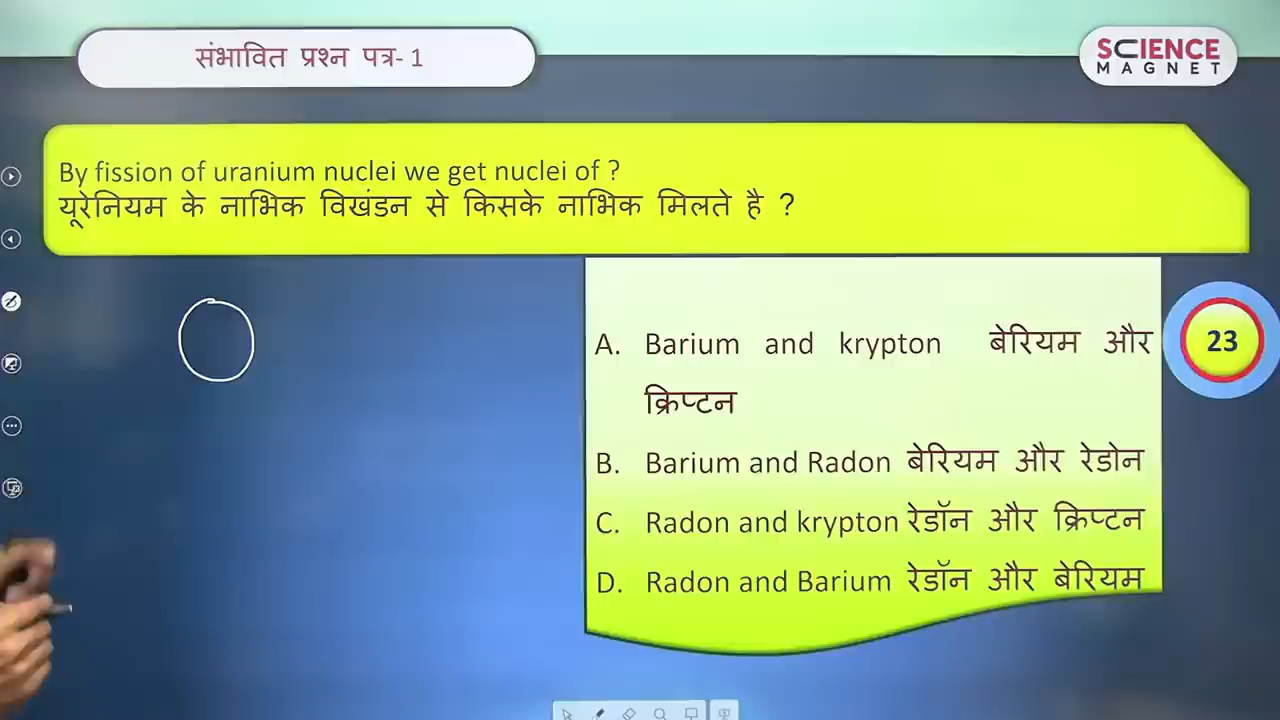 संभावित प्रश्न पत्र- 1
SCIENCE
MAGNET
By fission of uranium nuclei we get nuclei of ?
यूरेनियम के नाभिक विखंडन से किसके नाभिक मिलते है ?
A. Barium and krypton बेरियम और
क्रिप्टन
23
B. Barium and Radon बेरियम और रेडोन
C. Radon and krypton रेडॉन और क्रिप्टन
D. Radon and Barium रेडॉन और बेरियम